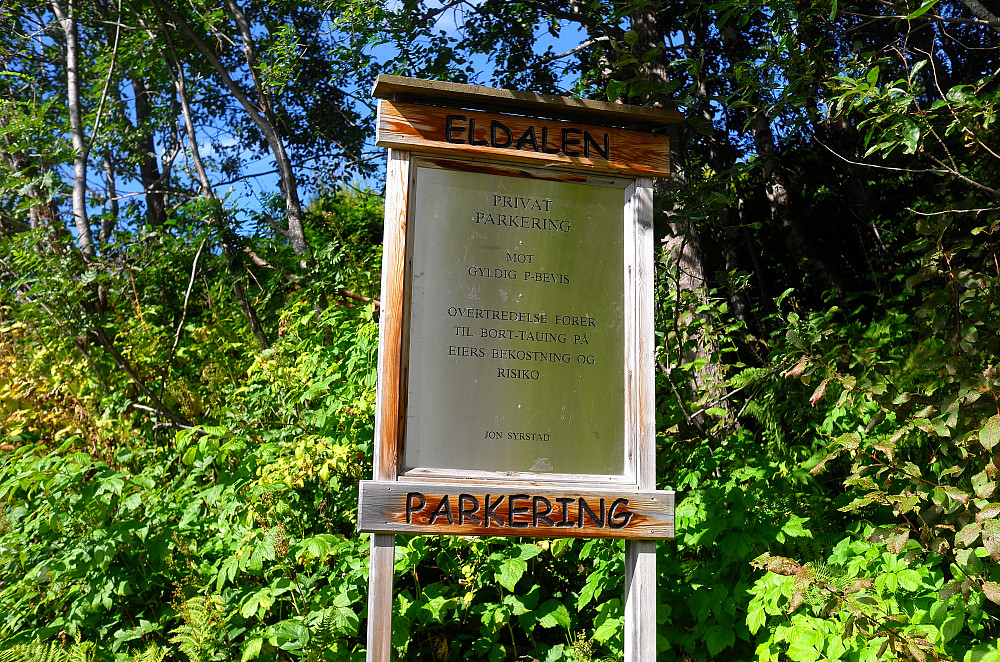 ELDALEN
PRIVAT
PARKERING
MOT
GYLDIG P-BEVIS
OVERTREDELSE FØRER
TIL BORT-TAUING PÅ
EIERS BEKOSTNING OG
RISIKO
JON SYRSTAD
PARKERING